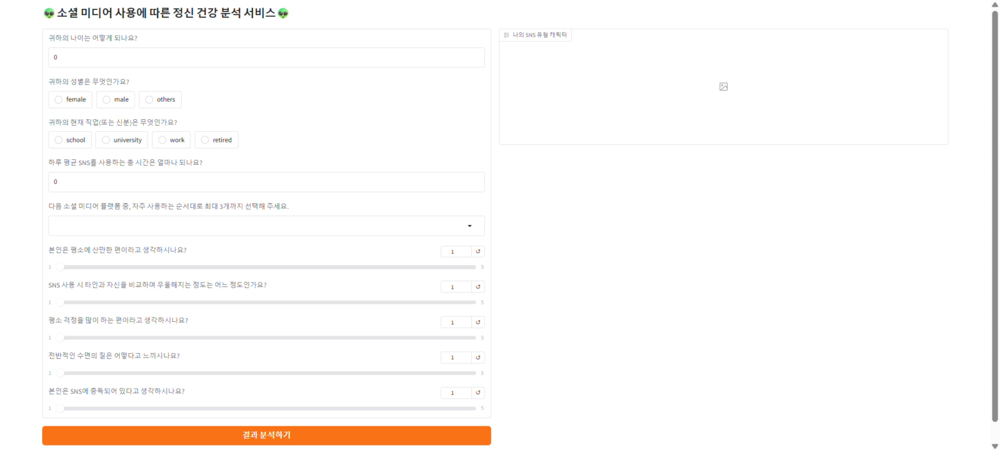 👽 소셜 미디어 사용에 따른 정신 건강 분석 서비스 👽
귀하의 나이는 어떻게 되나요?
0
귀하의 성별은 무엇인가요?
female male others
귀하의 현재 직업(또는 신분)은 무엇인가요?
school university work retired
하루 평균 SNS를 사용하는 총 시간은 얼마나 되나요?
0
다음 소셜 미디어 플랫폼 중, 자주 사용하는 순서대로 최대 3개까지 선택해 주세요.
본인은 평소에 산만한 편이라고 생각하시나요?
1 ↺
1 5
SNS 사용 시 타인과 자신을 비교하며 우울해지는 정도는 어느 정도인가요?
1 ↺
1 5
평소 걱정을 많이 하는 편이라고 생각하시나요?
1 ↺
1 5
전반적인 수면의 질은 어떻다고 느끼시나요?
1 ↺
1 5
본인은 SNS에 중독되어 있다고 생각하시나요?
1 ↺
1 5
결과 분석하기
나의 SNS 유형 캐릭터